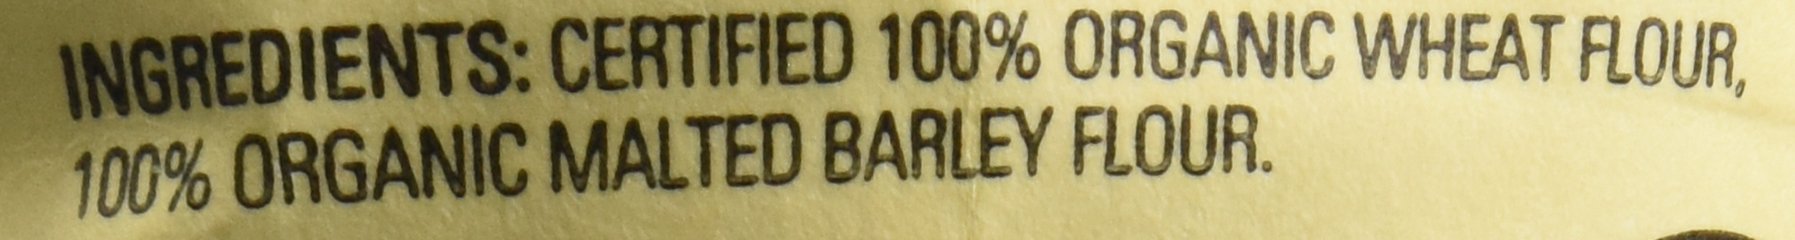 INGREDIENTS: CERTIFIED 100% ORGANIC WHEAT FLOUR,
100% ORGANIC MALTED BARLEY FLOUR.